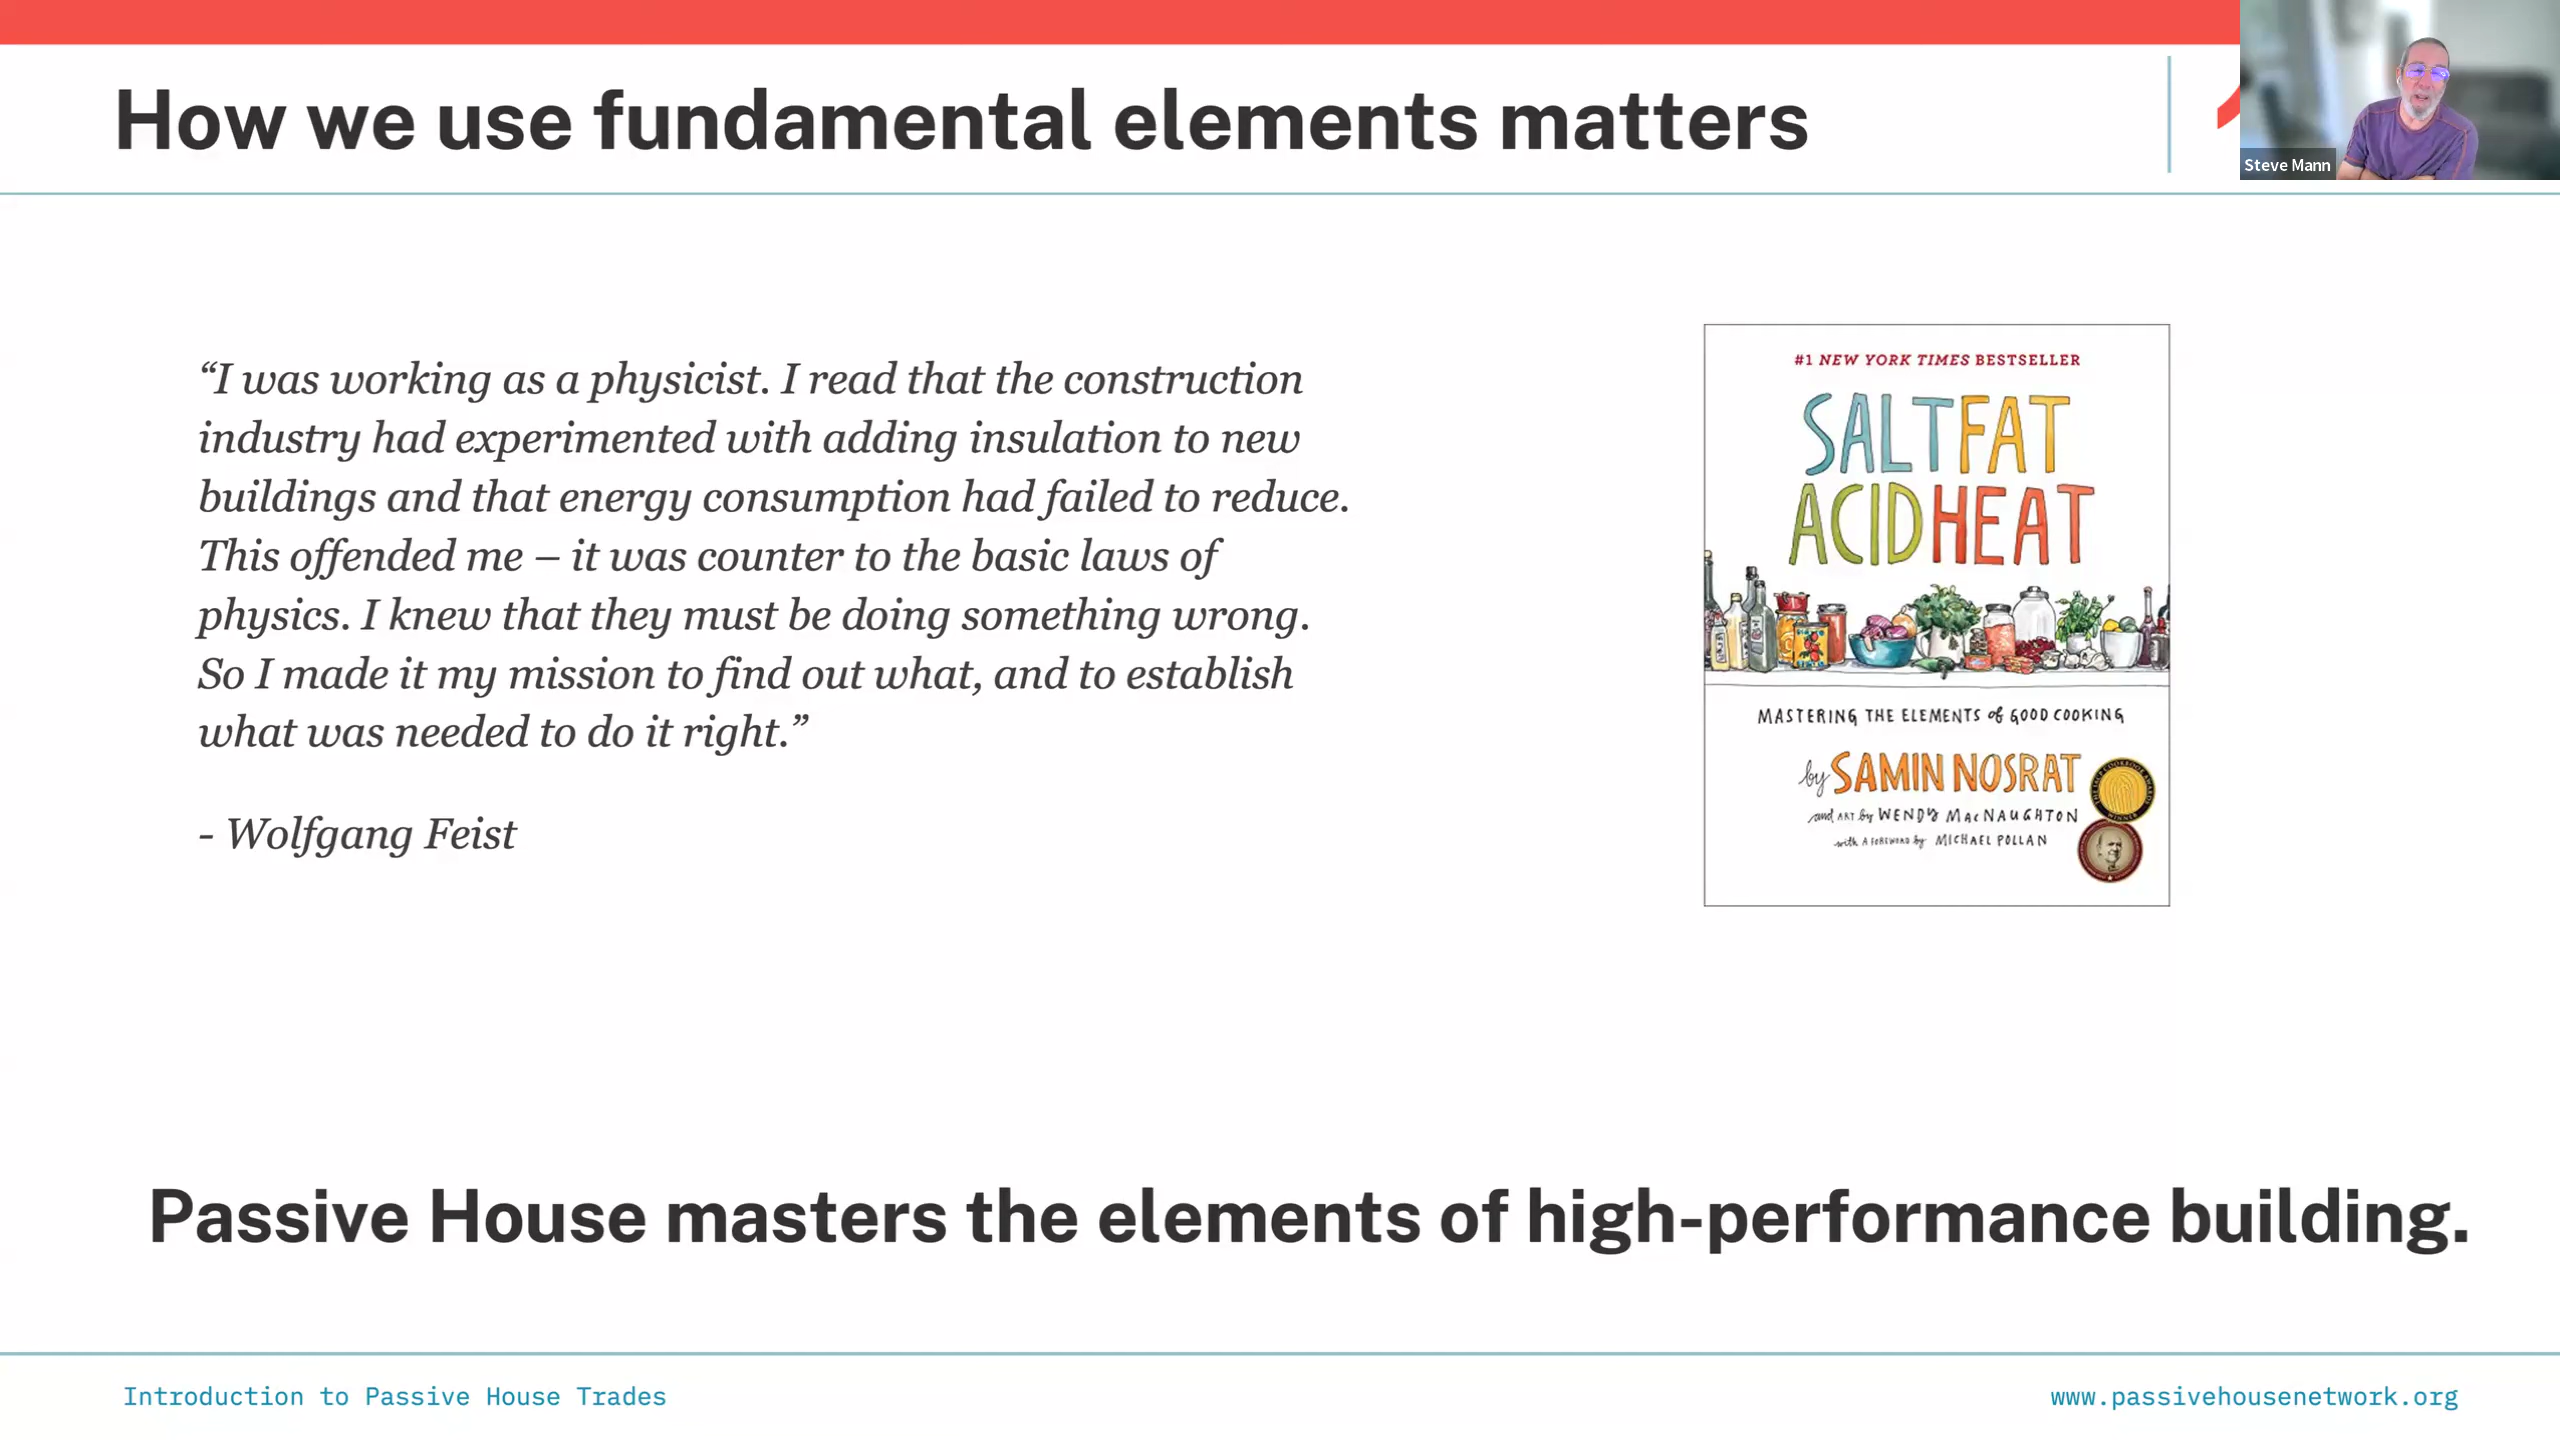 How we use fundamental elements matters
Steve Mann
“I was working as a physicist. I read that the construction
industry had experimented with adding insulation to new
buildings and that energy consumption had failed to reduce.
This offended me – it was counter to the basic laws of
physics. I knew that they must be doing something wrong.
So I made it my mission to find out what, and to establish
what was needed to do it right.”
- Wolfgang Feist
#1 NEW YORK TIMES BESTSELLER
SALT FAT
ACID HEAT
MASTERING THE ELEMENTS of GOOD COOKING
by SAMIN NOSRAT
and ART by WENDY MACNAUGHTON
with A FOREWORD by MICHAEL POLLAN
Passive House masters the elements of high-performance building.
Introduction to Passive House Trades
www.passivehousenetwork.org